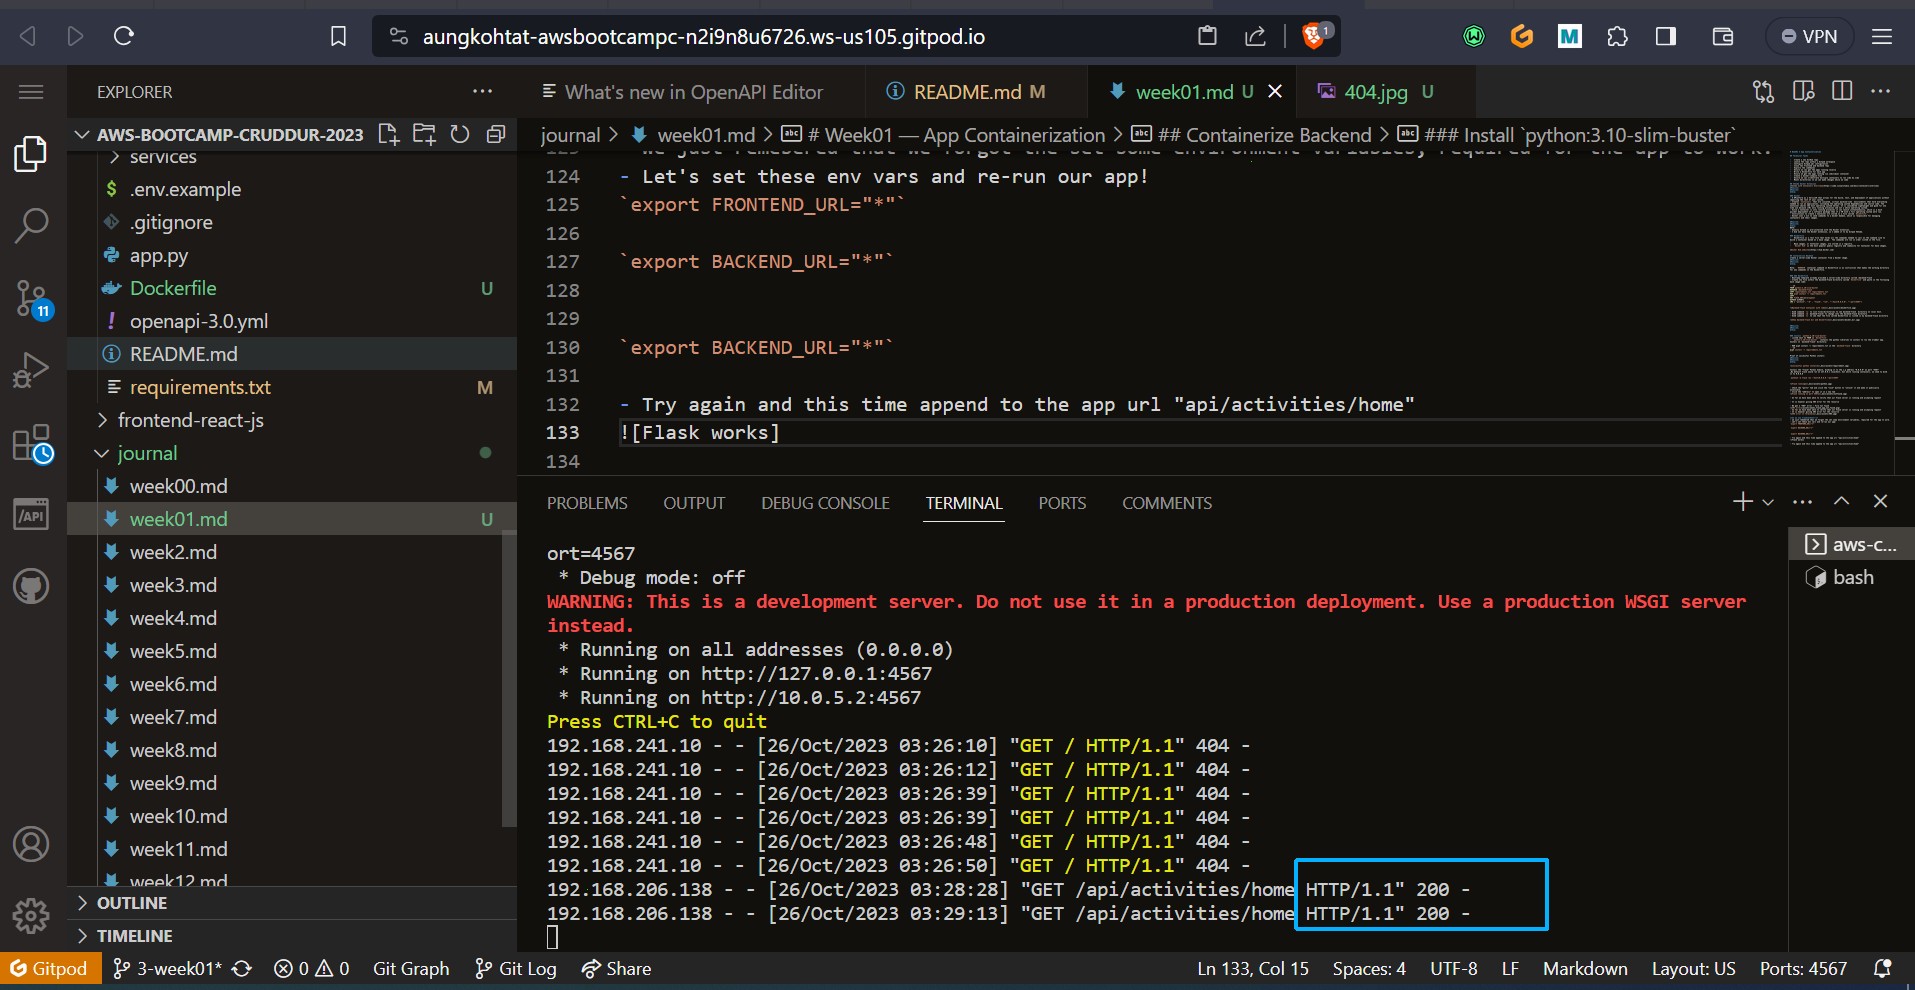 aungkohtat-awsbootcampc-n2i9n8u6726.ws-us105.gitpod.io
1
M
VPN
EXPLORER
What's new in OpenAPI Editor
README.md M
week01.md U
404.jpg U
AWS-BOOTCAMP-CRUDDUR-2023
journal > week01.md > # Week01 — App Containerization > ## Containerize Backend > ### Install `python:3.10-slim-buster`
services
.env.example
.gitignore
app.py
Dockerfile U
openapi-3.0.yml
README.md
requirements.txt M
frontend-react-js
journal
week00.md
week01.md U
week2.md
week3.md
week4.md
week5.md
week6.md
week7.md
week8.md
week9.md
week10.md
week11.md
week12.md
OUTLINE
TIMELINE
11
/API
124 - Let's set these env vars and re-run our app!
125 `export FRONTEND_URL="*"`
126
127 `export BACKEND_URL="*"`
128
129
130 `export BACKEND_URL="*"`
131
132 - Try again and this time append to the app url "api/activities/home"
133 ![Flask works]
134
PROBLEMS OUTPUT DEBUG CONSOLE TERMINAL PORTS COMMENTS
aws-c...
bash
ort=4567
* Debug mode: off
WARNING: This is a development server. Do not use it in a production deployment. Use a production WSGI server
instead.
* Running on all addresses (0.0.0.0)
* Running on http://127.0.0.1:4567
* Running on http://10.0.5.2:4567
Press CTRL+C to quit
192.168.241.10 - - [26/Oct/2023 03:26:10] "GET / HTTP/1.1" 404 -
192.168.241.10 - - [26/Oct/2023 03:26:12] "GET / HTTP/1.1" 404 -
192.168.241.10 - - [26/Oct/2023 03:26:39] "GET / HTTP/1.1" 404 -
192.168.241.10 - - [26/Oct/2023 03:26:39] "GET / HTTP/1.1" 404 -
192.168.241.10 - - [26/Oct/2023 03:26:48] "GET / HTTP/1.1" 404 -
192.168.241.10 - - [26/Oct/2023 03:26:50] "GET / HTTP/1.1" 404 -
192.168.206.138 - - [26/Oct/2023 03:28:28] "GET /api/activities/home HTTP/1.1" 200 -
192.168.206.138 - - [26/Oct/2023 03:29:13] "GET /api/activities/home HTTP/1.1" 200 -
Gitpod 3-week01* 0 0 Git Graph Git Log Share Ln 133, Col 15 Spaces: 4 UTF-8 LF Markdown Layout: US Ports: 4567